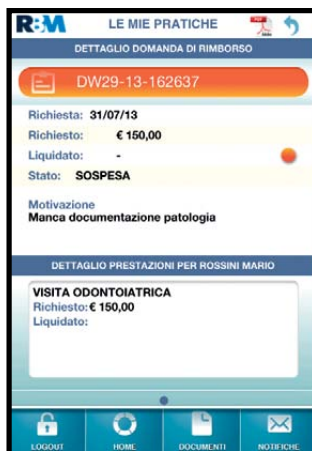 RBM LE MIE PRATICHE PDF
DETTAGLIO DOMANDA DI RIMBORSO
DW29-13-162637
Richiesta: 31/07/13
Richiesto: € 150,00
Liquidato: -
Stato: SOSPESA
Motivazione
Manca documentazione patologia
DETTAGLIO PRESTAZIONI PER ROSSINI MARIO
VISITA ODONTOIATRICA
Richiesto: € 150,00
Liquidato:
LOGOUT HOME DOCUMENTI NOTIFICHE